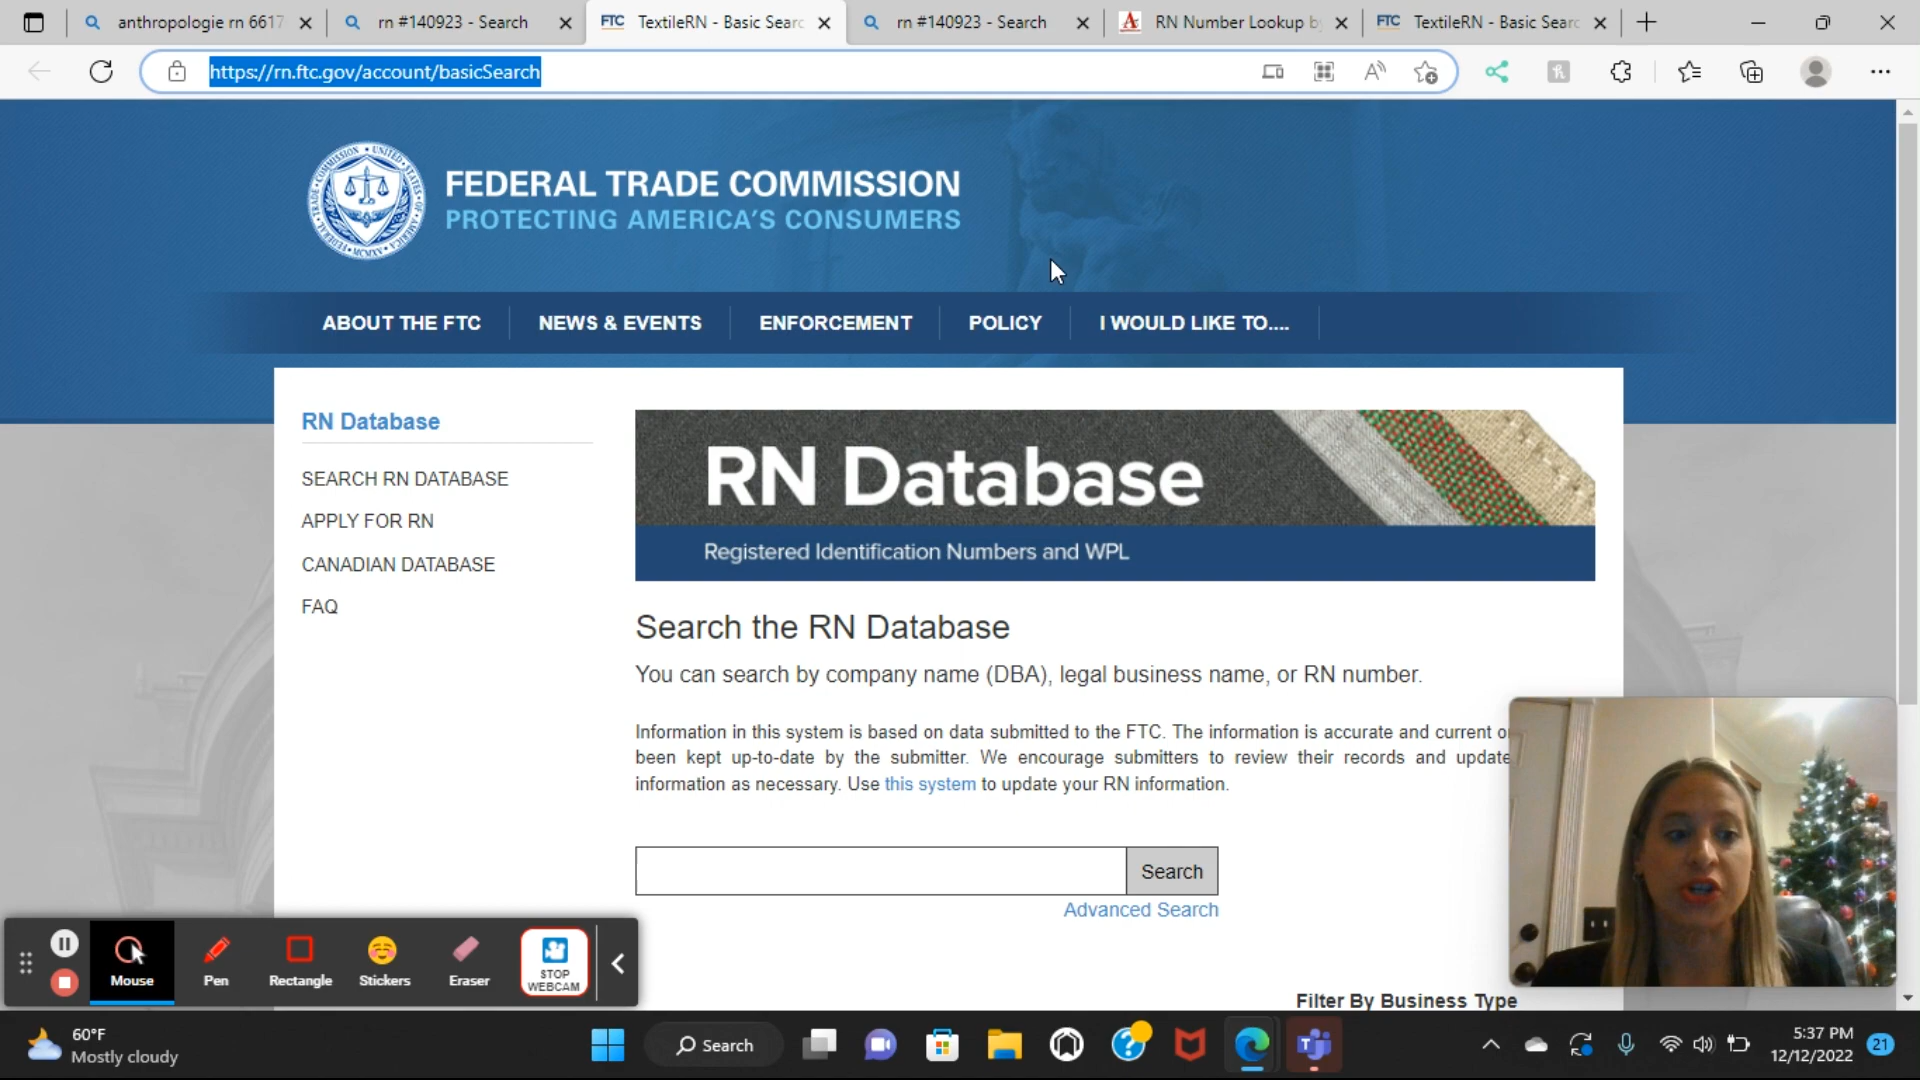 anthropologie rn 6617
rn #140923 - Search
FTC TextileRN - Basic Searc
rn #140923 - Search
A RN Number Lookup b
FTC TextileRN - Basic Searc
https://rn.ftc.gov/account/basicSearch
FEDERAL TRADE COMMISSION
PROTECTING AMERICA'S CONSUMERS
ABOUT THE FTC
NEWS & EVENTS
ENFORCEMENT
POLICY
I WOULD LIKE TO....
RN Database
SEARCH RN DATABASE
APPLY FOR RN
CANADIAN DATABASE
FAQ
RN Database
Registered Identification Numbers and WPL
Search the RN Database
You can search by company name (DBA), legal business name, or RN number.
Information in this system is based on data submitted to the FTC. The information is accurate and current o
been kept up-to-date by the submitter. We encourage submitters to review their records and update
information as necessary. Use this system to update your RN information.
Search
Advanced Search
Filter By Business Type
Mouse
Pen
Rectangle
Stickers
Eraser
STOP
WEBCAM
60°F
Mostly cloudy
Search
5:37 PM
12/12/2022
21